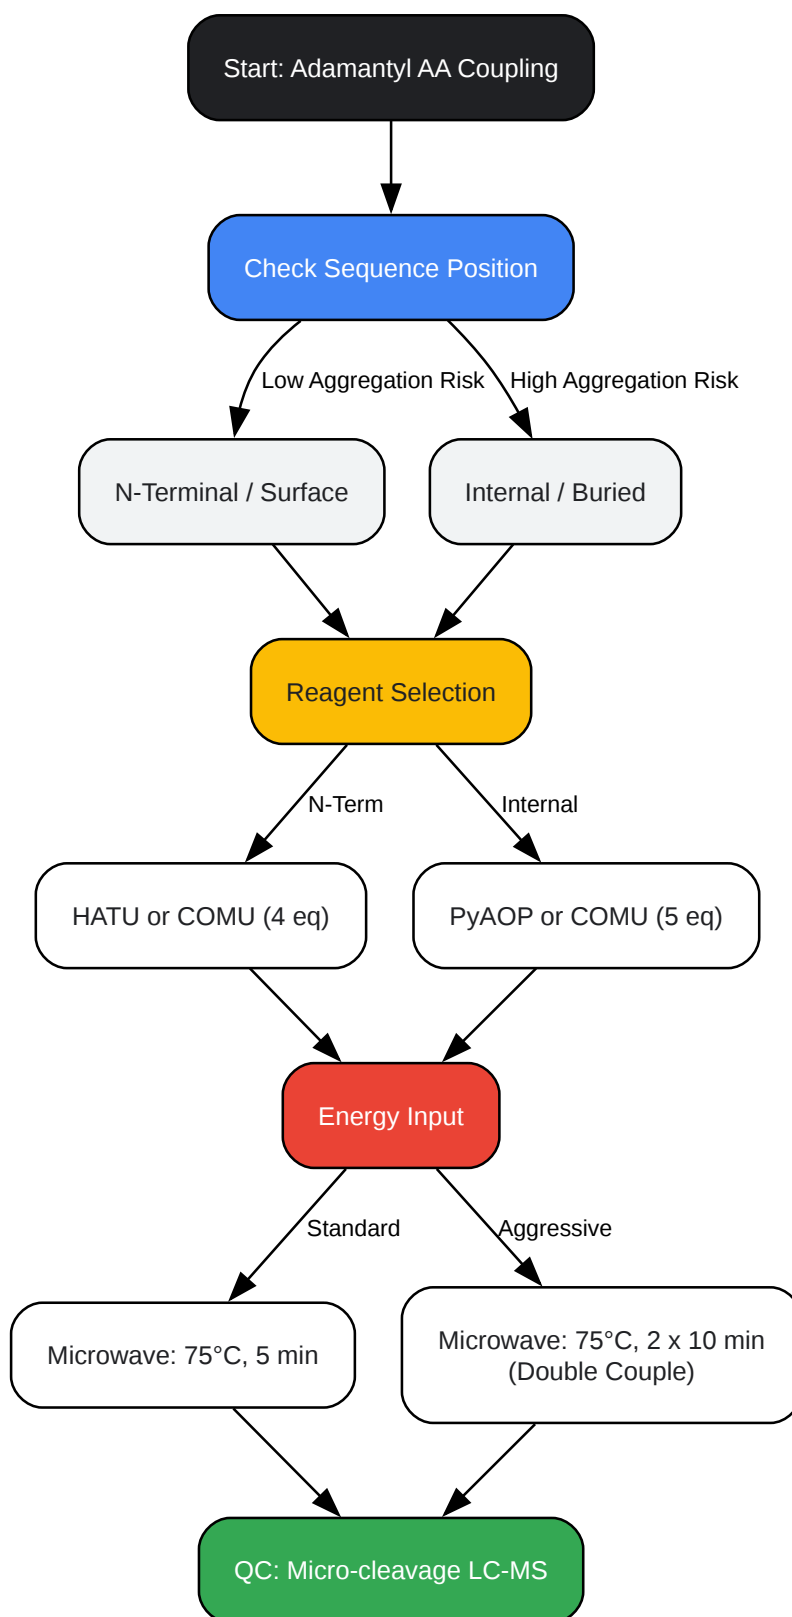 Start: Adamantyl AA Coupling
Check Sequence Position
Low Aggregation Risk
High Aggregation Risk
N-Terminal / Surface
Internal / Buried
Reagent Selection
N-Term
Internal
HATU or COMU (4 eq)
PyAOP or COMU (5 eq)
Energy Input
Standard
Aggressive
Microwave: 75°C, 5 min
Microwave: 75°C, 2 x 10 min
(Double Couple)
QC: Micro-cleavage LC-MS